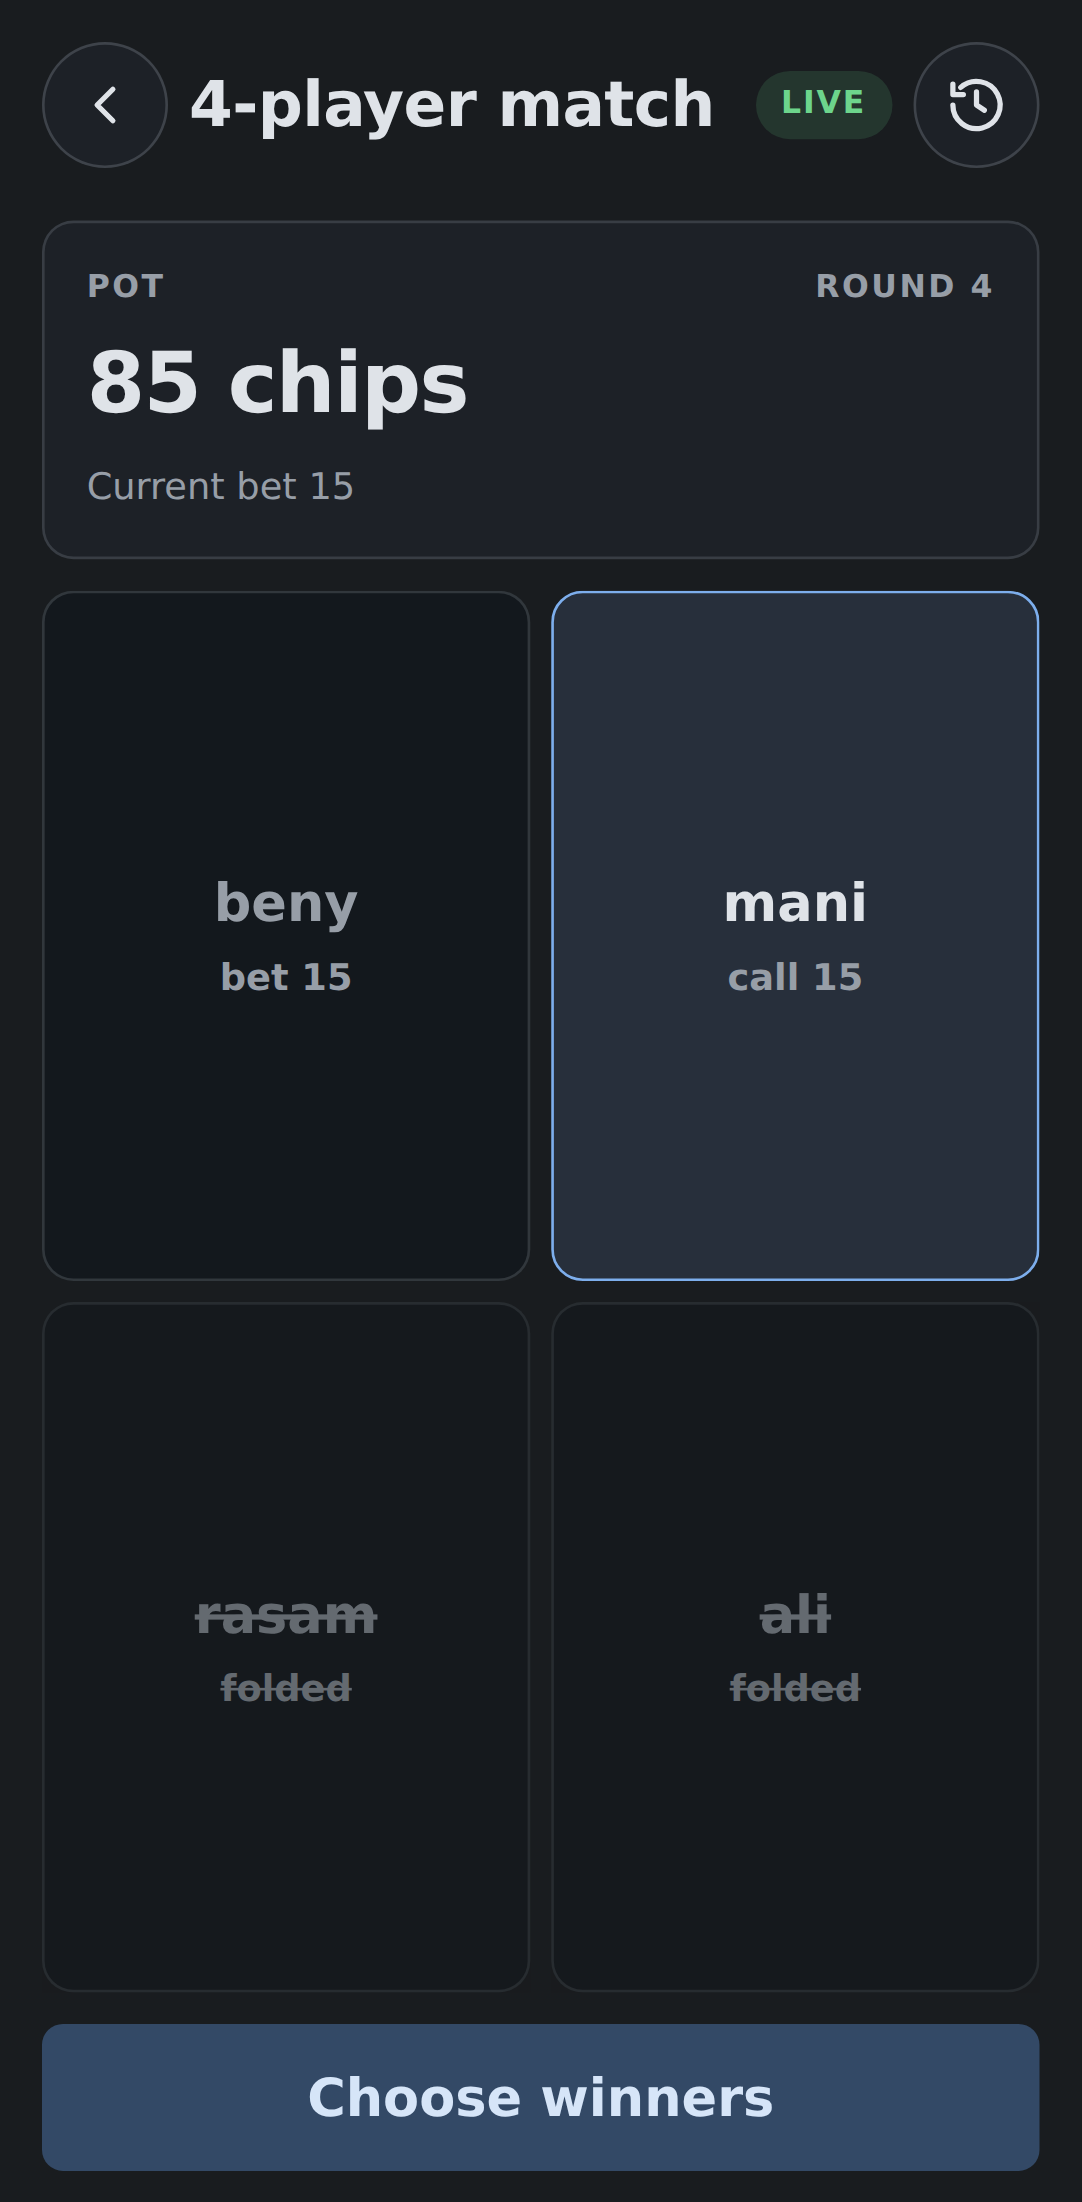 4-player match LIVE
POT ROUND 4
85 chips
Current bet 15
beny mani
bet 15 call 15
rasam ali
folded folded
Choose winners